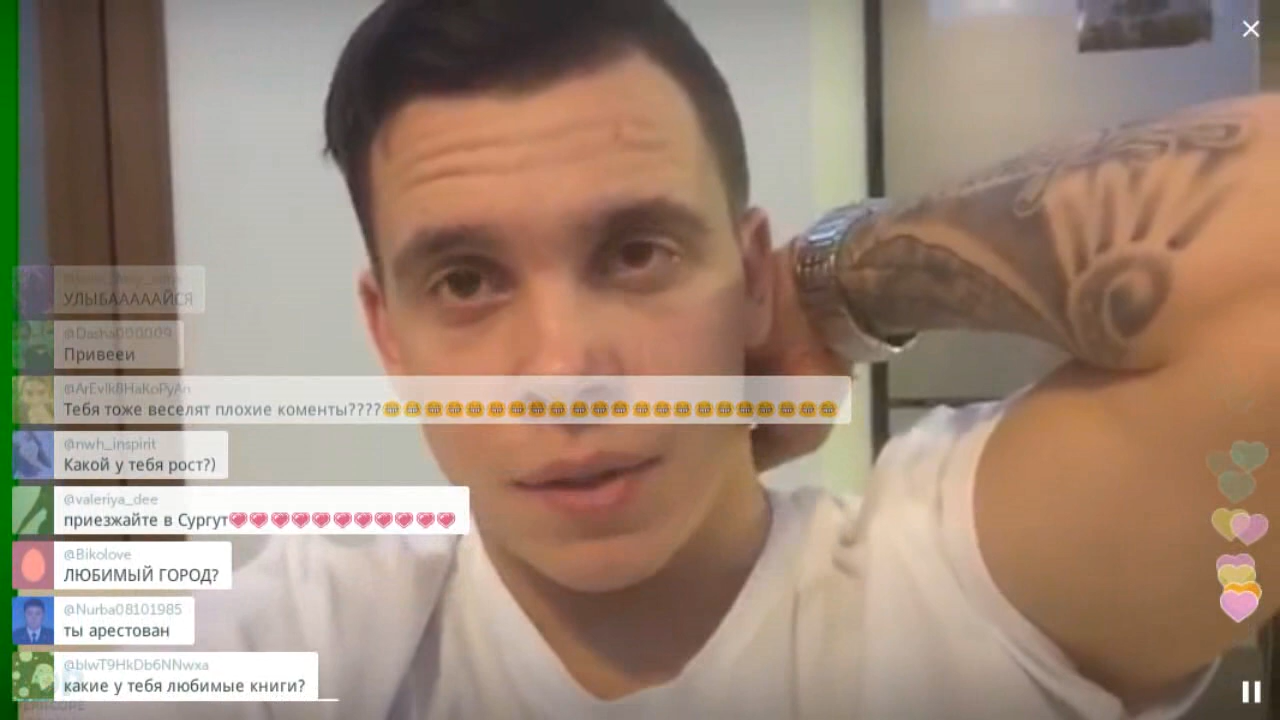 УЛЫБАААААЙСЯ
@Dasha000009
Привееи
@ArEvIk8HaKoPyAn
Тебя тоже веселят плохие коменты????
@nwh_inspirit
Какой у тебя рост?)
@valeriya_dee
приезжайте в Сургут
@Bikolove
ЛЮБИМЫЙ ГОРОД?
@Nurba08101985
ты арестован
@blwT9HkDb6NNwxa
какие у тебя любимые книги?